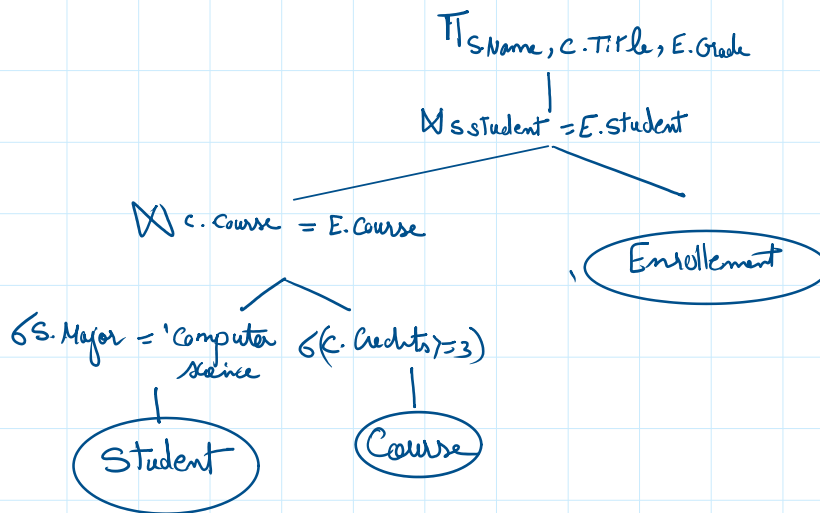 π S.Name, C.Title, E.Grade
⋈ S.Student = E.Student
⋈ C.Course = E.Course
Enrollement
σ S.Major = 'Computer science
σ(C.Credits>=3)
Student
Course